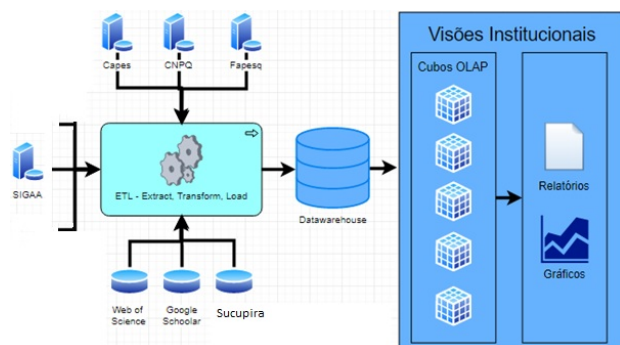 Capes
CNPQ
Fapesq
SIGAA
ETL - Extract, Transform, Load
Datawarehouse
Web of
Science
Google
Schoolar
Sucupira
Visões Institucionais
Cubos OLAP
Relatórios
Gráficos